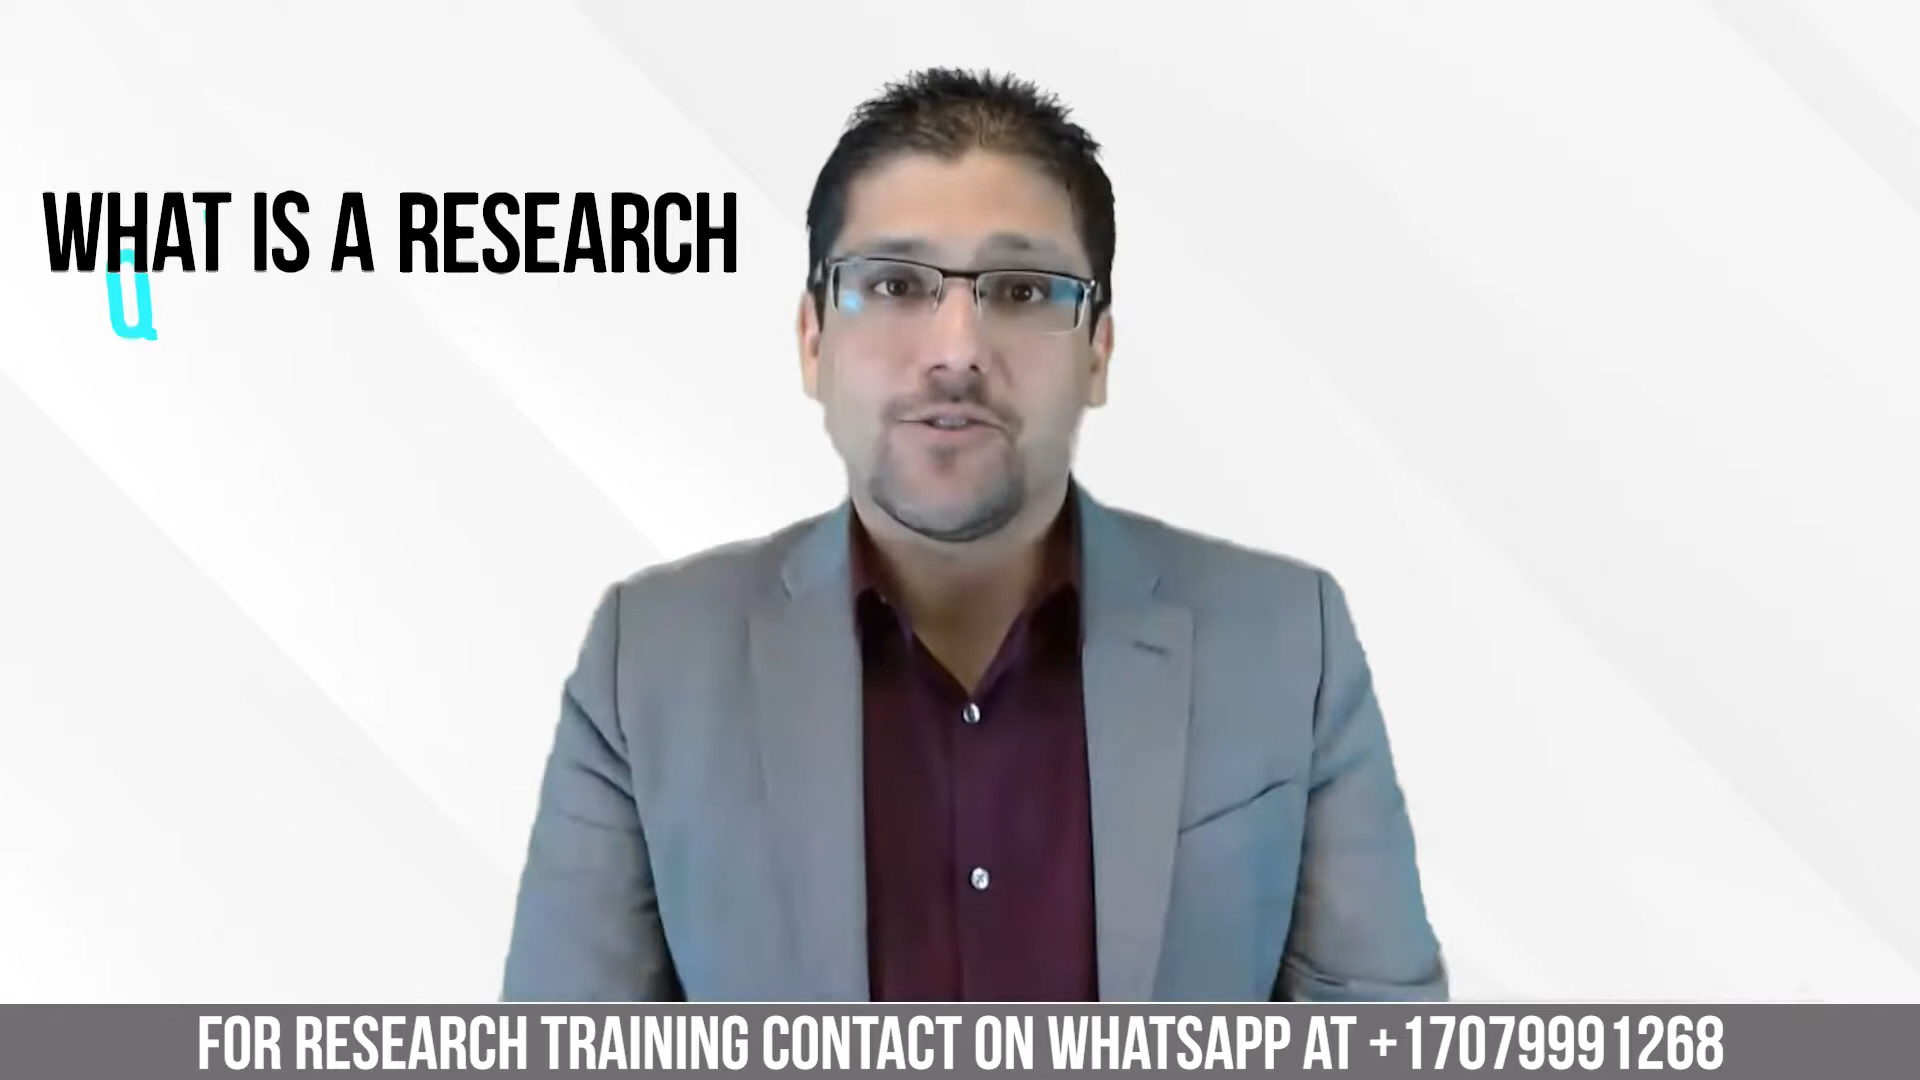 WHAT IS A RESEARCH
Q
FOR RESEARCH TRAINING CONTACT ON WHATSAPP AT +17079991268